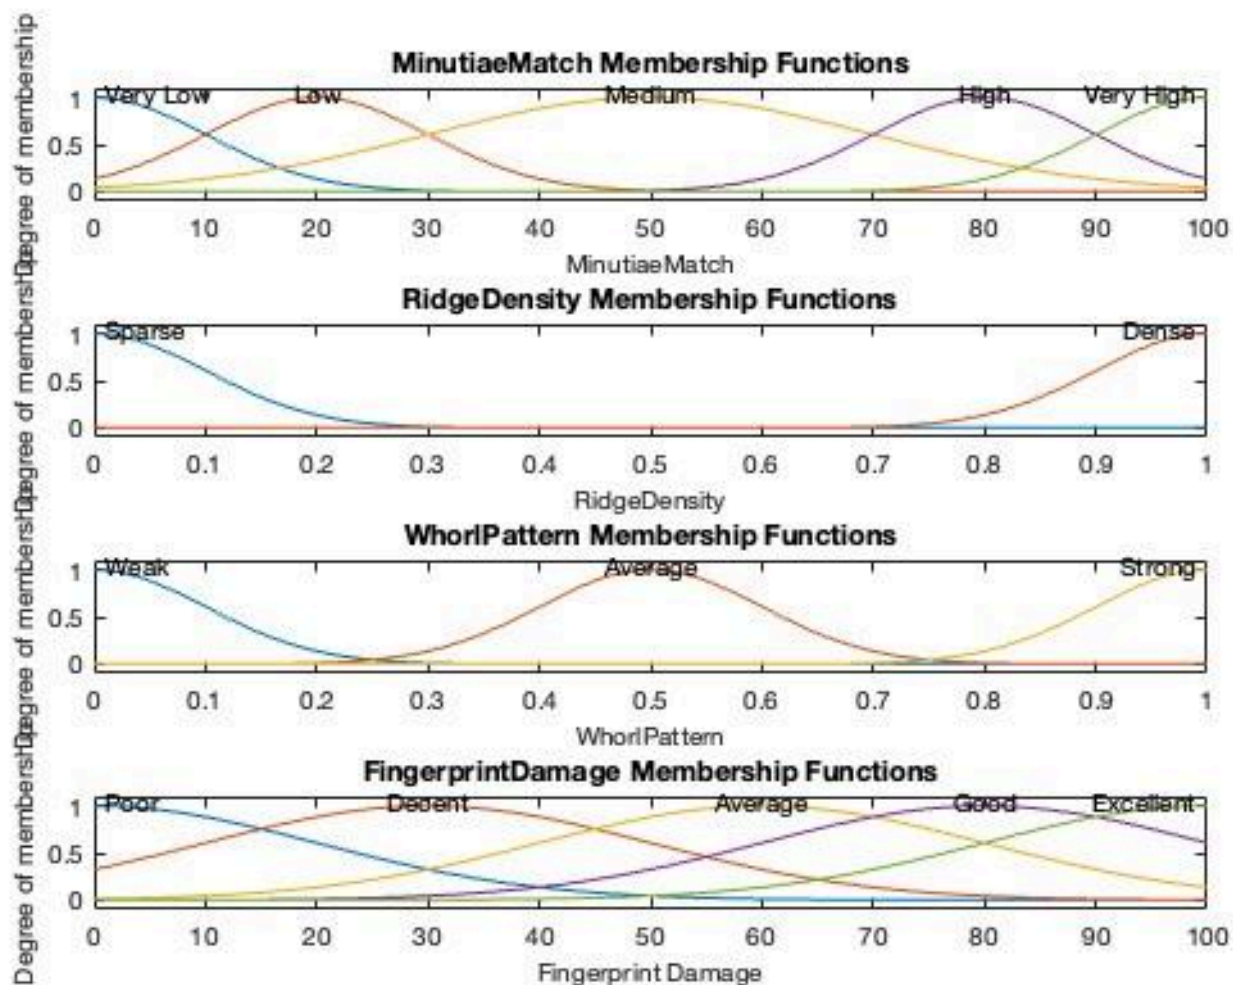 MinutiaeMatch Membership Functions
Degree of membership
Very Low Low Medium High Very High
1
0.5
0
0 10 20 30 40 50 60 70 80 90 100
MinutiaeMatch
RidgeDensity Membership Functions
Degree of membership
Sparse Dense
1
0.5
0
0 0.1 0.2 0.3 0.4 0.5 0.6 0.7 0.8 0.9 1
RidgeDensity
WhorlPattern Membership Functions
Degree of membership
Weak Average Strong
1
0.5
0
0 0.1 0.2 0.3 0.4 0.5 0.6 0.7 0.8 0.9 1
WhorlPattern
FingerprintDamage Membership Functions
Degree of membership
Poor Decent Average Good Excellent
1
0.5
0
0 10 20 30 40 50 60 70 80 90 100
Fingerprint Damage